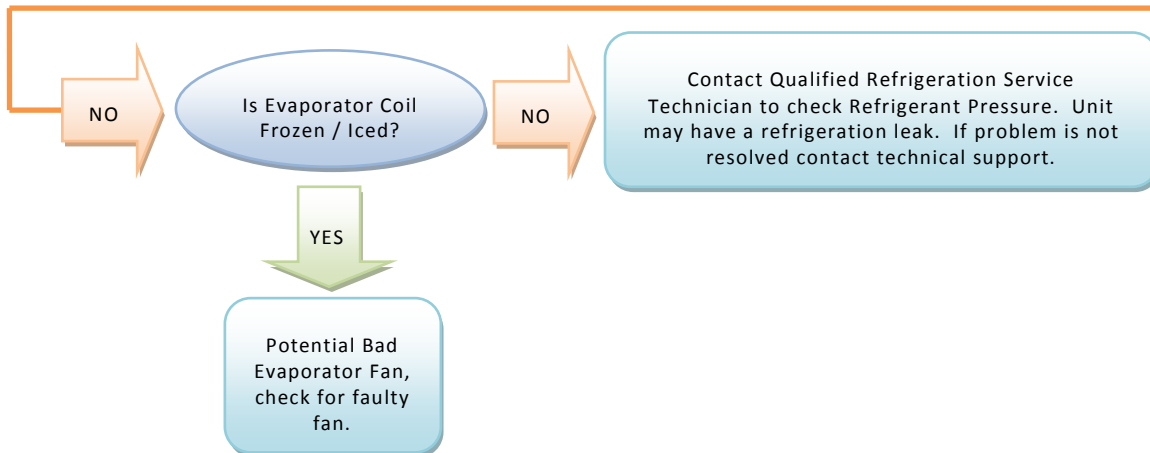 NO
Is Evaporator Coil
Frozen / Iced?
NO
Contact Qualified Refrigeration Service
Technician to check Refrigerant Pressure. Unit
may have a refrigeration leak. If problem is not
resolved contact technical support.
YES
Potential Bad
Evaporator Fan,
check for faulty
fan.